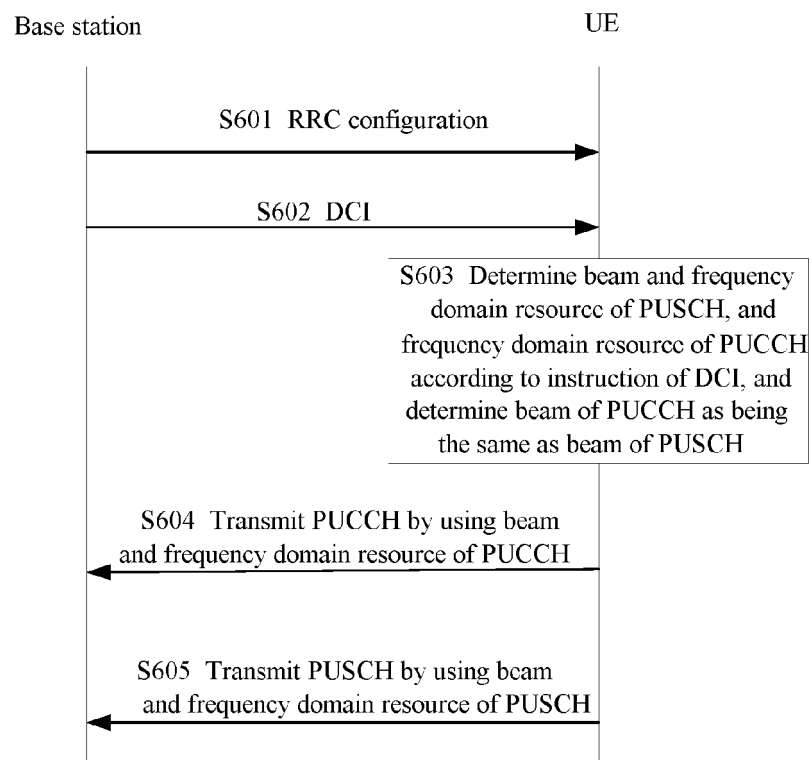 Base station
UE
S601 RRC configuration
S602 DCI
S603 Determine beam and frequency
domain resource of PUSCH, and
frequency domain resource of PUCCH
according to instruction of DCI, and
determine beam of PUCCH as being
the same as beam of PUSCH
S604 Transmit PUCCH by using beam
and frequency domain resource of PUCCH
S605 Transmit PUSCH by using beam
and frequency domain resource of PUSCH